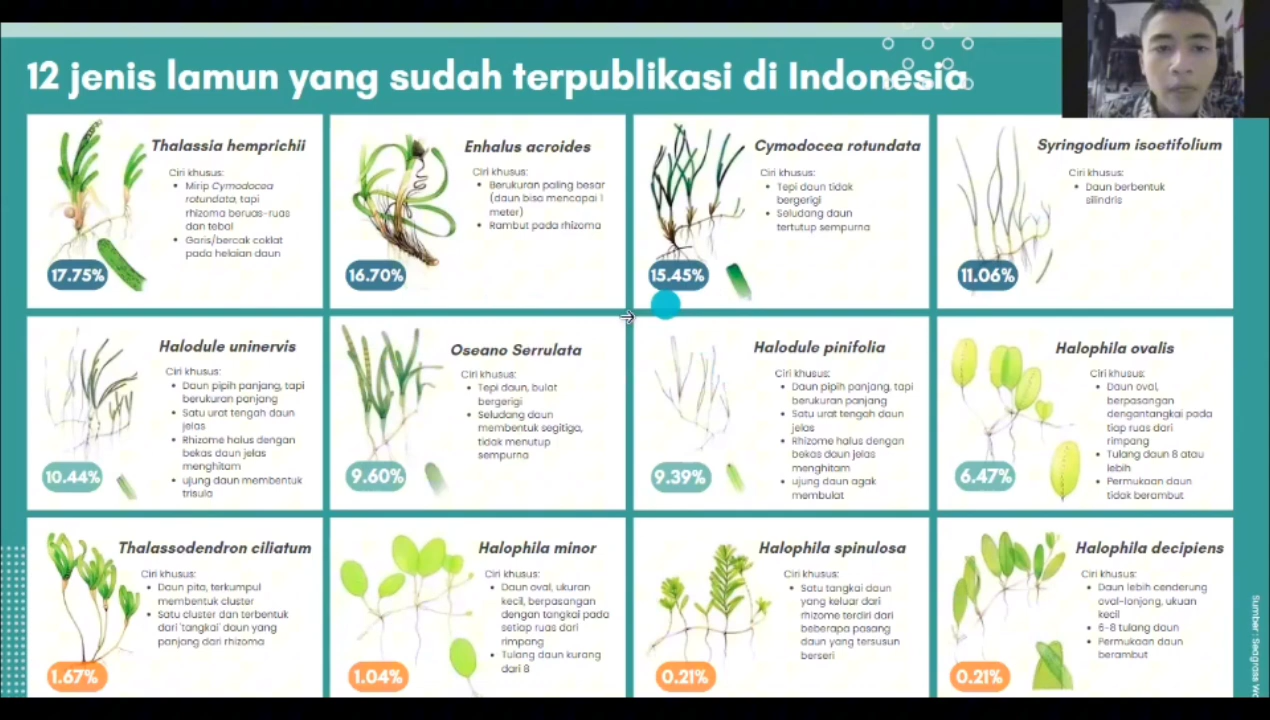 12 jenis lamun yang sudah terpublikasi di Indonesia
Thalassia hemprichii
Ciri khusus:
• Mirip Cymodocea
rotundata, tapi
rhizoma beruas-ruas
dan tebal
• Garis/bercak coklat
pada helaian daun
17.75%
Enhalus acroides
Ciri khusus:
• Berukuran paling besar
(daun bisa mencapai 1
meter)
• Rambut pada rhizoma
16.70%
Cymodocea rotundata
Ciri khusus:
• Tepi daun tidak
bergerigi
• Seludang daun
tertutup sempurna
15.45%
Syringodium isoetifolium
Ciri khusus:
• Daun berbentuk
silindris
11.06%
Halodule uninervis
Ciri khusus:
• Daun pipih panjang, tapi
berukuran panjang
• Satu urat tengah daun
jelas
• Rhizome halus dengan
bekas daun jelas
menghitam
• ujung daun membentuk
trisula
10.44%
Oseano Serrulata
Ciri khusus:
• Tepi daun, bulat
bergerigi
• Seludang daun
membentuk segitiga,
tidak menutup
sempurna
9.60%
Halodule pinifolia
Ciri khusus:
• Daun pipih panjang, tapi
berukuran panjang
• Satu urat tengah daun
jelas
• Rhizome halus dengan
bekas daun jelas
menghitam
• ujung daun agak
membulat
9.39%
Halophila ovalis
Ciri khusus:
• Daun oval,
berpasangan
dengantangkai pada
tiap ruas dari
rimpang
• Tulang daun 8 atau
lebih
• Permukaan daun
tidak berambut
6.47%
Thalassodendron ciliatum
Ciri khusus:
• Daun pita, terkumpul
membentuk cluster
• Satu cluster dan terbentuk
dari 'tangkai' daun yang
panjang dari rhizoma
1.67%
Halophila minor
Ciri khusus:
• Daun oval, ukuran
kecil, berpasangan
dengan tangkai pada
setiap ruas dari
rimpang
• Tulang daun kurang
dari 8
1.04%
Halophila spinulosa
Ciri khusus:
• Satu tangkai daun
yang keluar dari
rhizome terdiri dari
beberapa pasang
daun yang tersusun
berseri
0.21%
Halophila decipiens
Ciri khusus:
• Daun lebih cenderung
oval-lonjang, ukuan
kecil
• 6-8 tulang daun
• Permukaan daun
berambut
0.21%
Sumber : Seagrass